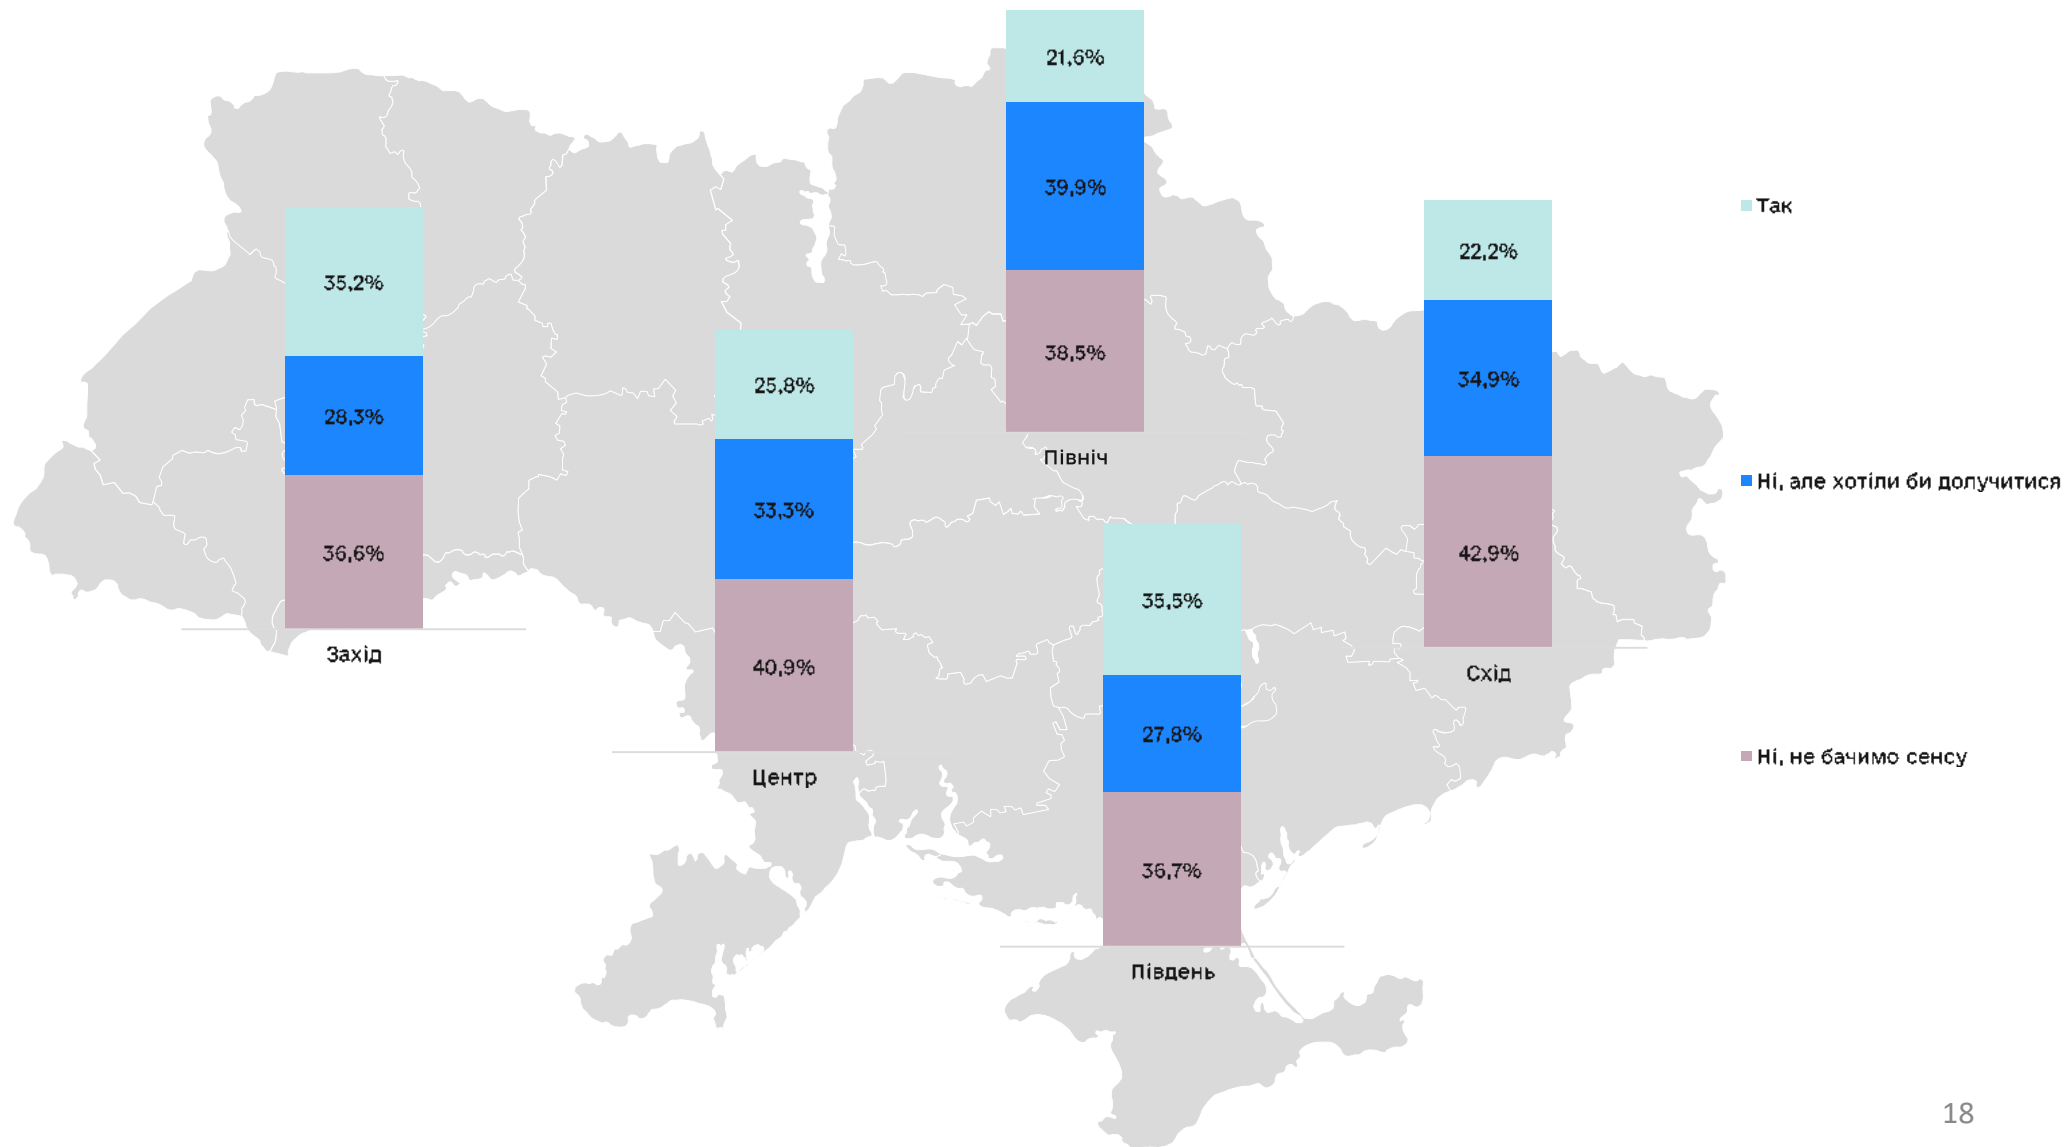 35,2%
28,3%
36,6%
Захід
25,8%
33,3%
40,9%
Центр
21,6%
39,9%
38,5%
Північ
35,5%
27,8%
36,7%
Південь
22,2%
34,9%
42,9%
Схід
Так
Ні, але хотіли би долучитися
Ні, не бачимо сенсу
18